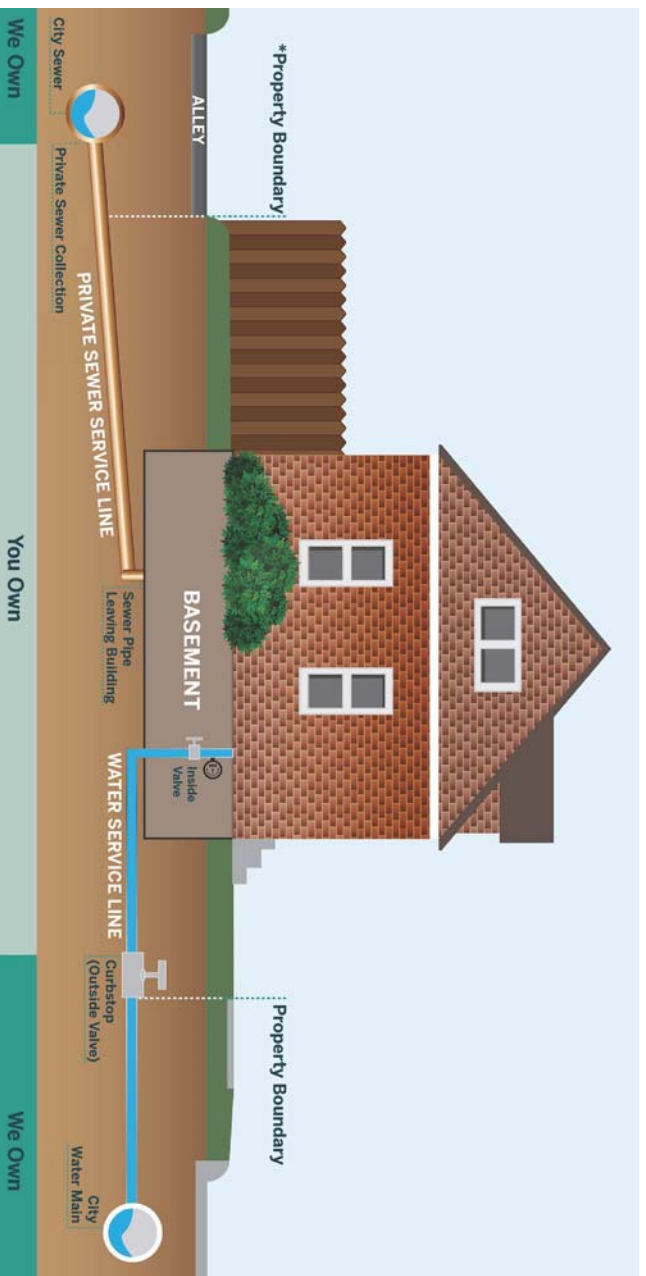 *Property Boundary
Property Boundary
ALLEY
BASEMENT
Inside
Valve
PRIVATE SEWER SERVICE LINE
WATER SERVICE LINE
City Sewer
Private Sewer Collection
Sewer Pipe
Leaving Building
Curbstop
(Outside Valve)
City
Water Main
We Own
You Own
We Own